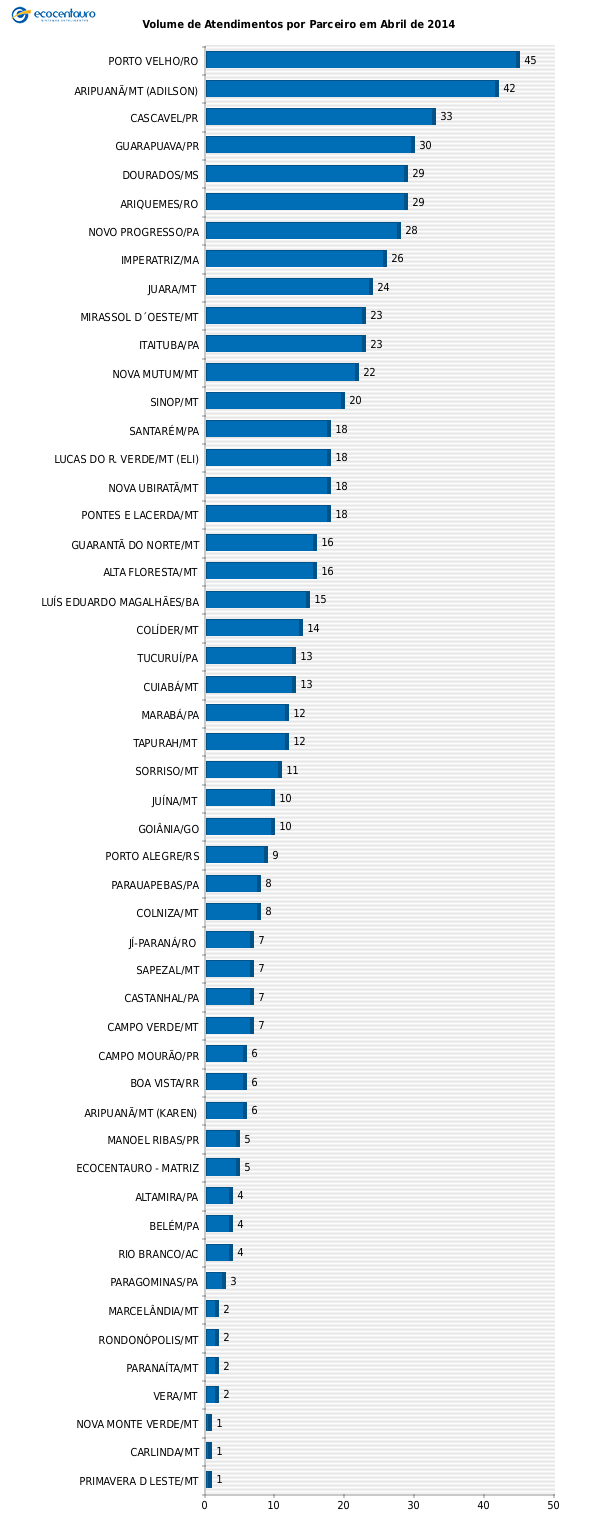 ecocentauro
Volume de Atendimentos por Parceiro em Abril de 2014
PORTO VELHO/RO 45
ARIPUANÃ/MT (ADILSON) 42
CASCAVEL/PR 33
GUARAPUAVA/PR 30
DOURADOS/MS 29
ARIQUEMES/RO 29
NOVO PROGRESSO/PA 28
IMPERATRIZ/MA 26
JUARA/MT 24
MIRASSOL D´OESTE/MT 23
ITAITUBA/PA 23
NOVA MUTUM/MT 22
SINOP/MT 20
SANTARÉM/PA 18
LUCAS DO R. VERDE/MT (ELI) 18
NOVA UBIRATÃ/MT 18
PONTES E LACERDA/MT 18
GUARANTÃ DO NORTE/MT 16
ALTA FLORESTA/MT 16
LUÍS EDUARDO MAGALHÃES/BA 15
COLÍDER/MT 14
TUCURUÍ/PA 13
CUIABÁ/MT 13
MARABÁ/PA 12
TAPURAH/MT 12
SORRISO/MT 11
JUÍNA/MT 10
GOIÂNIA/GO 10
PORTO ALEGRE/RS 9
PARAUAPEBAS/PA 8
COLNIZA/MT 8
JÍ-PARANÁ/RO 7
SAPEZAL/MT 7
CASTANHAL/PA 7
CAMPO VERDE/MT 7
CAMPO MOURÃO/PR 6
BOA VISTA/RR 6
ARIPUANÃ/MT (KAREN) 6
MANOEL RIBAS/PR 5
ECOCENTAURO - MATRIZ 5
ALTAMIRA/PA 4
BELÉM/PA 4
RIO BRANCO/AC 4
PARAGOMINAS/PA 3
MARCELÂNDIA/MT 2
RONDONÓPOLIS/MT 2
PARANAÍTA/MT 2
VERA/MT 2
NOVA MONTE VERDE/MT 1
CARLINDA/MT 1
PRIMAVERA D LESTE/MT 1
0 10 20 30 40 50